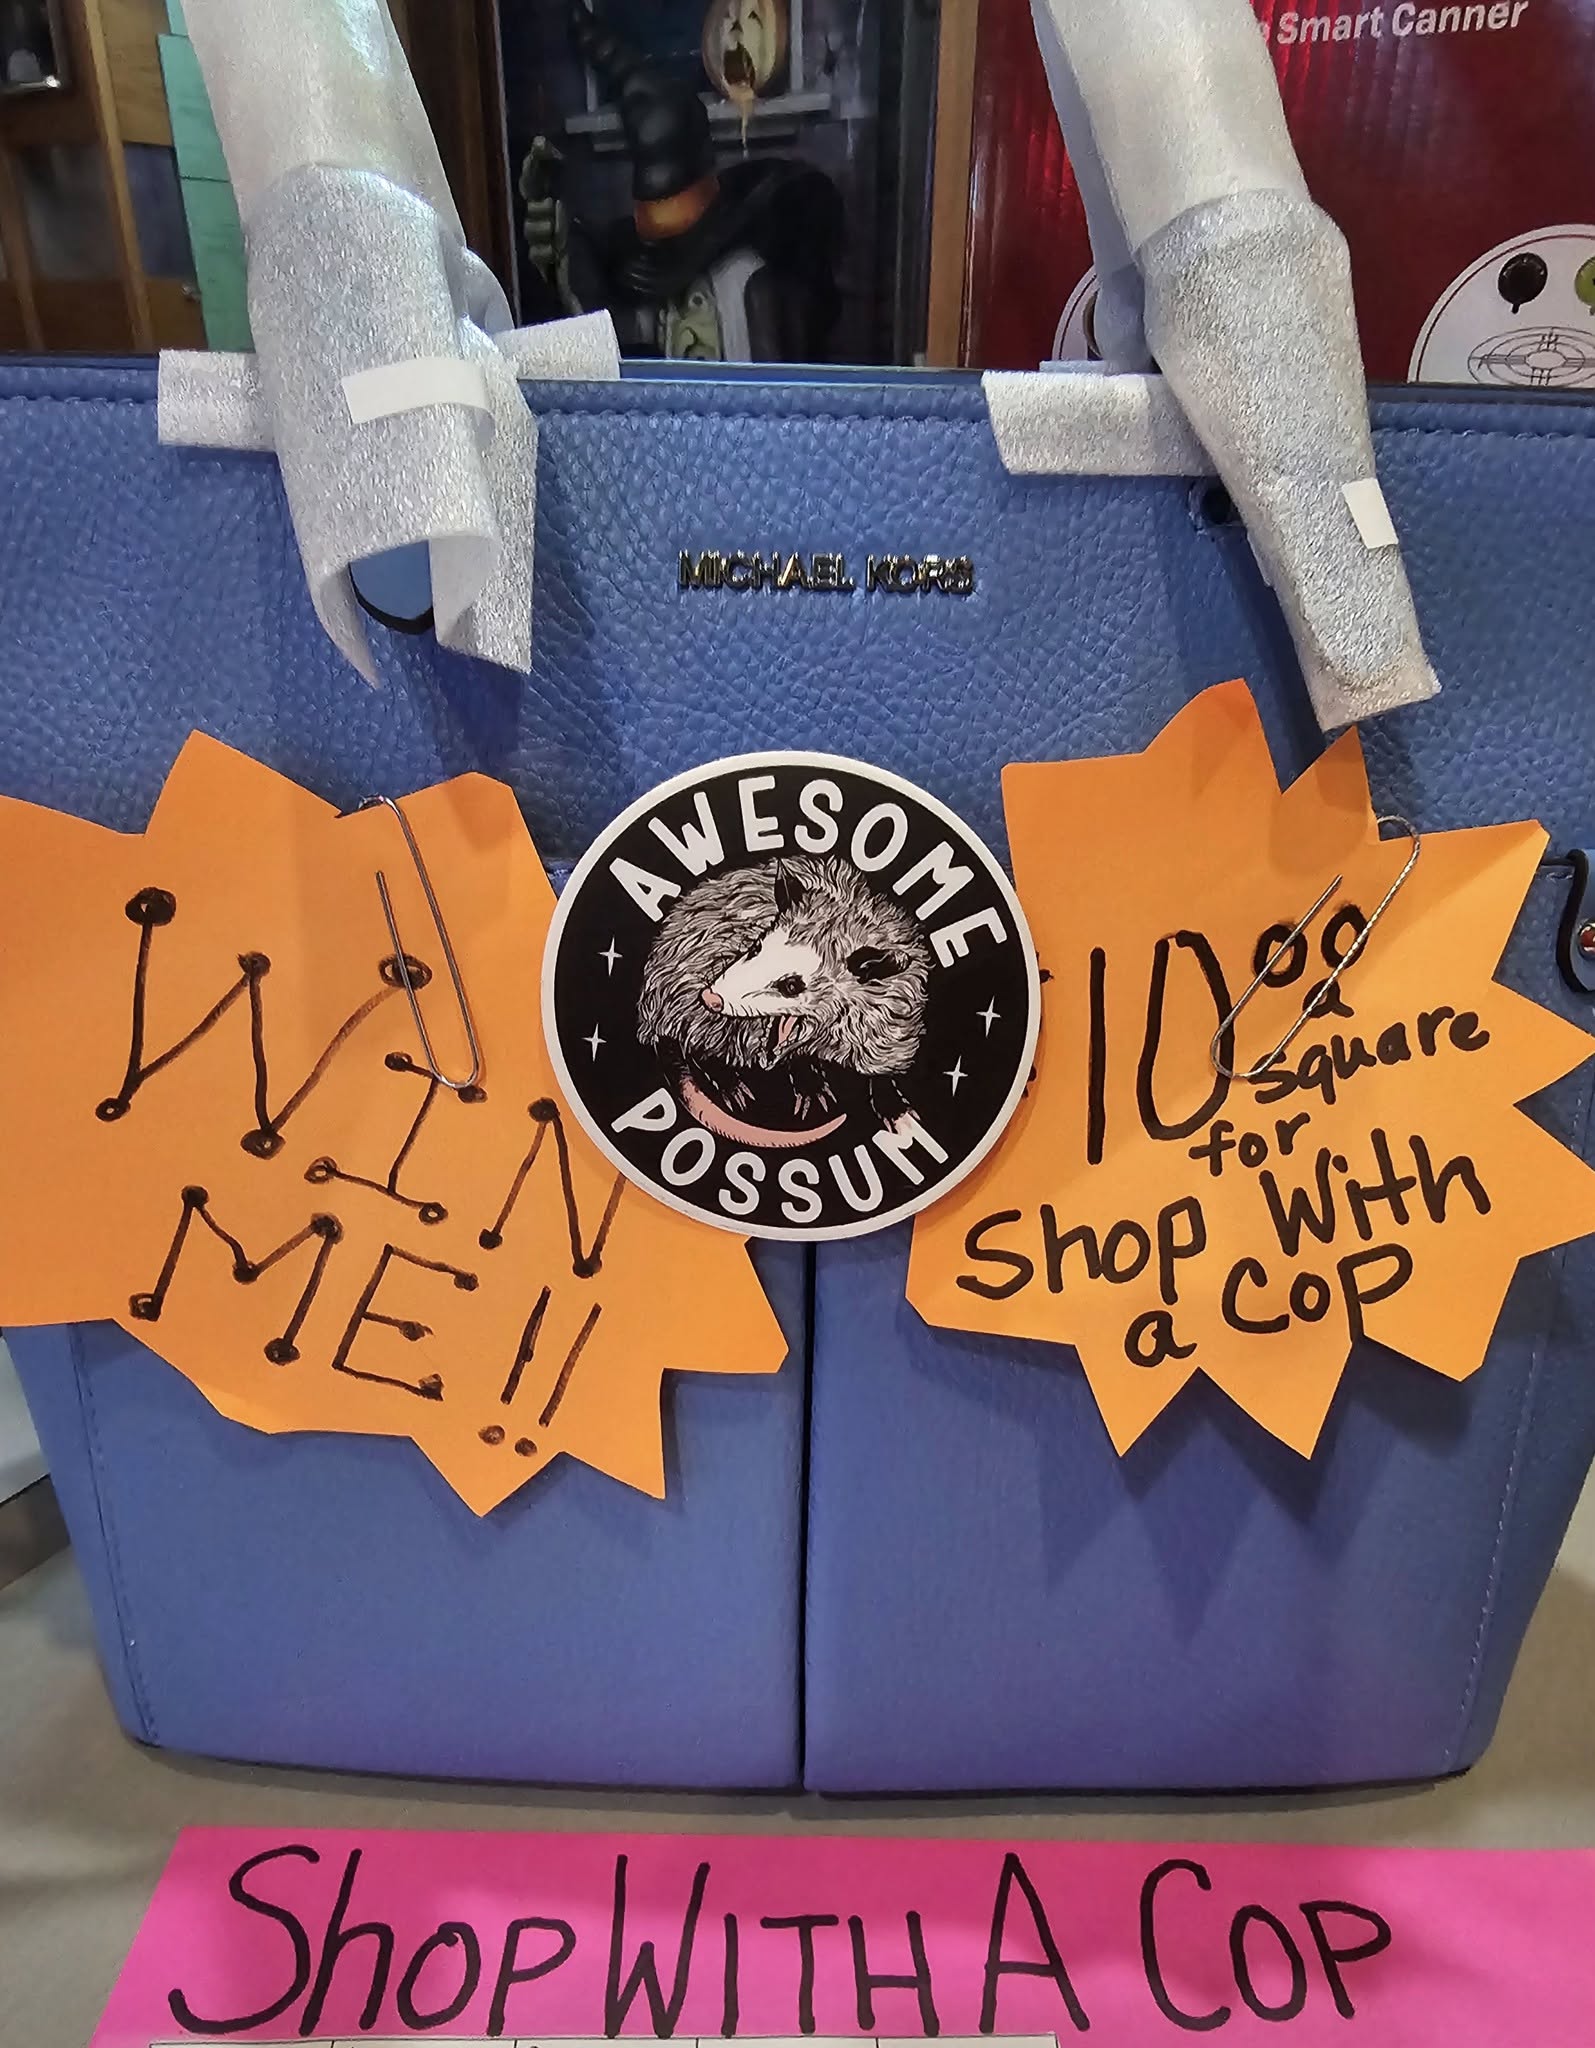 Smart Canner
MICHAEL KORS
AWESOME
POSSUM
WIN
ME!!
10 00 a
square
for
Shop With
a Cop
Shop With A Cop